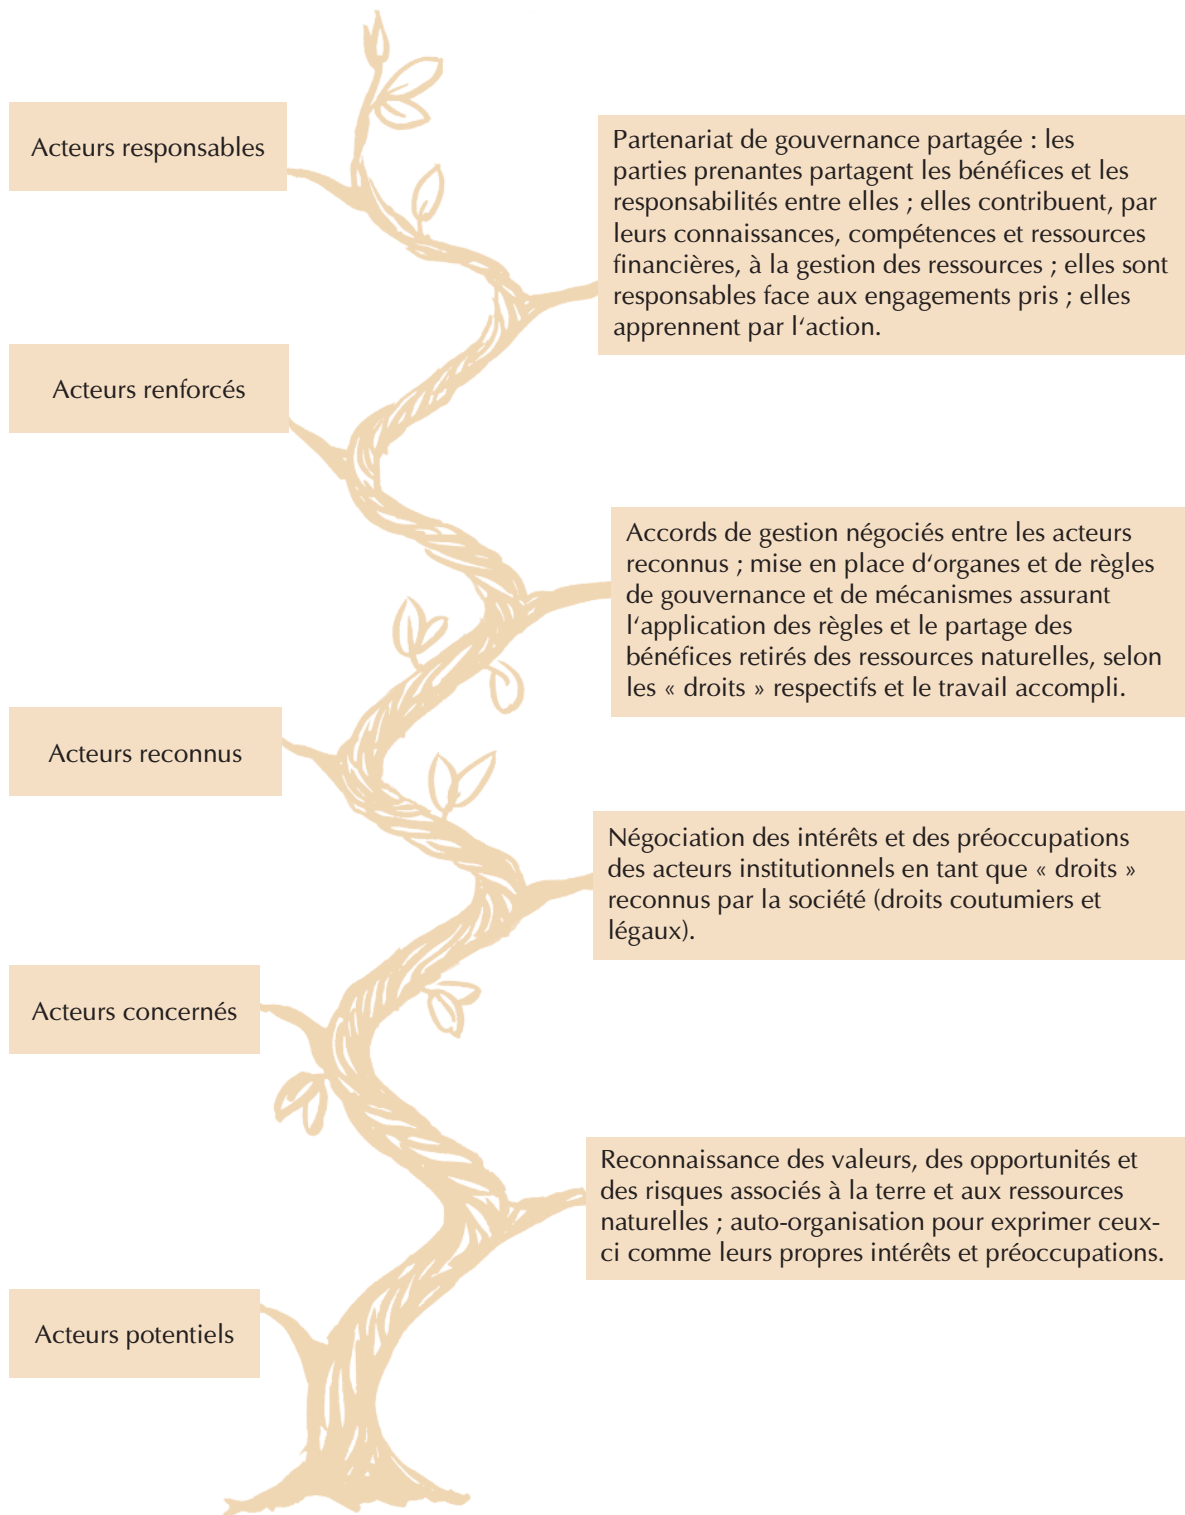 Acteurs responsables
Partenariat de gouvernance partagée : les
parties prenantes partagent les bénéfices et les
responsabilités entre elles ; elles contribuent, par
leurs connaissances, compétences et ressources
financières, à la gestion des ressources ; elles sont
responsables face aux engagements pris ; elles
apprennent par l‘action.
Acteurs renforcés
Accords de gestion négociés entre les acteurs
reconnus ; mise en place d‘organes et de règles
de gouvernance et de mécanismes assurant
l‘application des règles et le partage des
bénéfices retirés des ressources naturelles, selon
les « droits » respectifs et le travail accompli.
Acteurs reconnus
Négociation des intérêts et des préoccupations
des acteurs institutionnels en tant que « droits »
reconnus par la société (droits coutumiers et
légaux).
Acteurs concernés
Reconnaissance des valeurs, des opportunités et
des risques associés à la terre et aux ressources
naturelles ; auto-organisation pour exprimer ceux-
ci comme leurs propres intérêts et préoccupations.
Acteurs potentiels